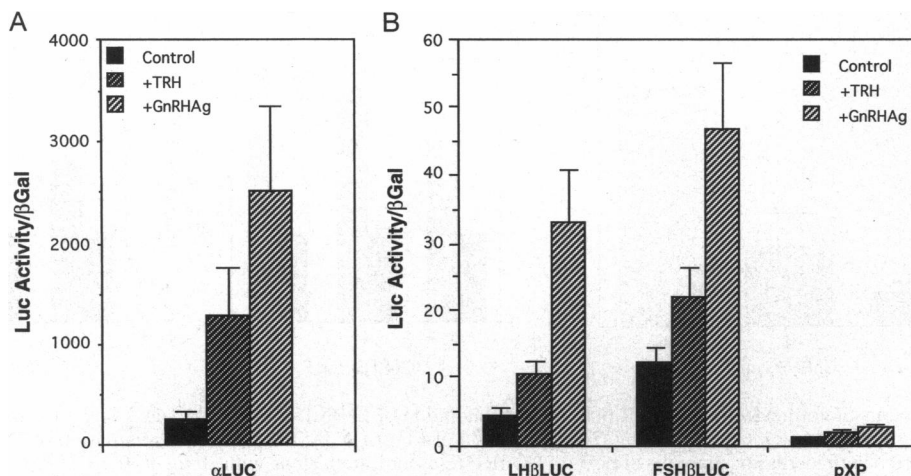 A
Luc Activity/βGal
4000
3000
2000
1000
0
Control
+TRH
+GnRHAg
αLUC
B
Luc Activity/βGal
60
50
40
30
20
10
0
Control
+TRH
+GnRHAg
LHβLUC
FSHβLUC
pXP